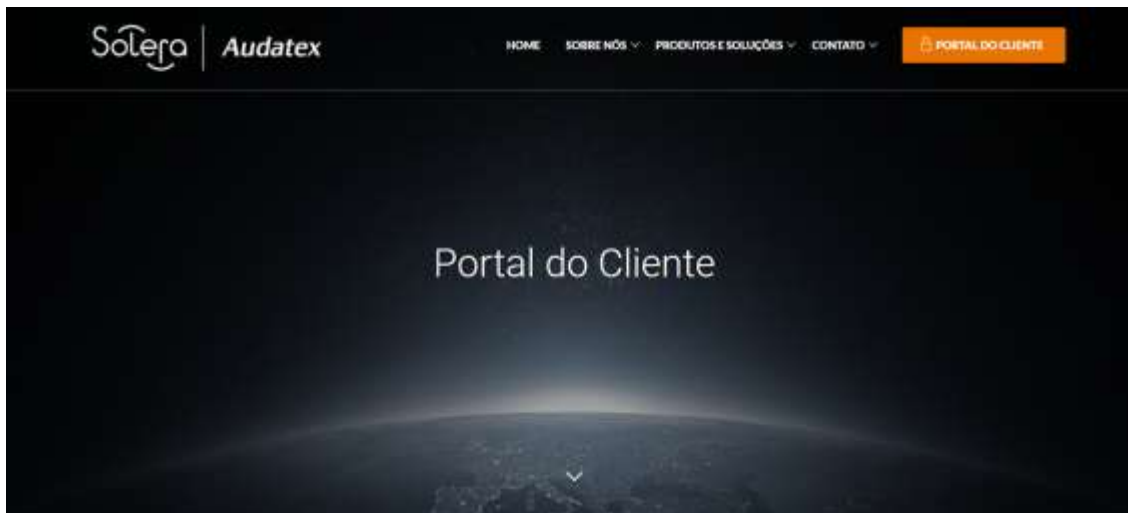 Solera | Audatex
HOME SOBRE NÓS PRODUTOS E SOLUÇÕES CONTATO PORTAL DO CLIENTE
Portal do Cliente